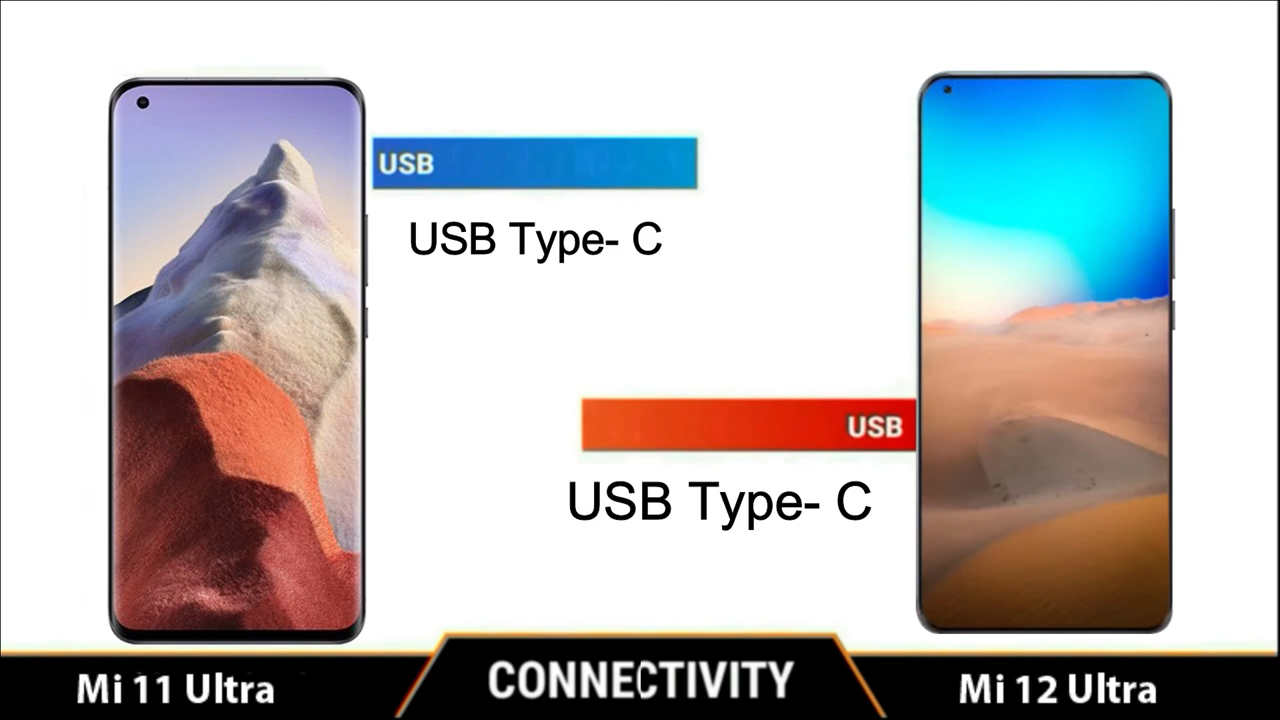 USB
USB Type- C
USB
USB Type- C
Mi 11 Ultra
CONNECTIVITY
Mi 12 Ultra